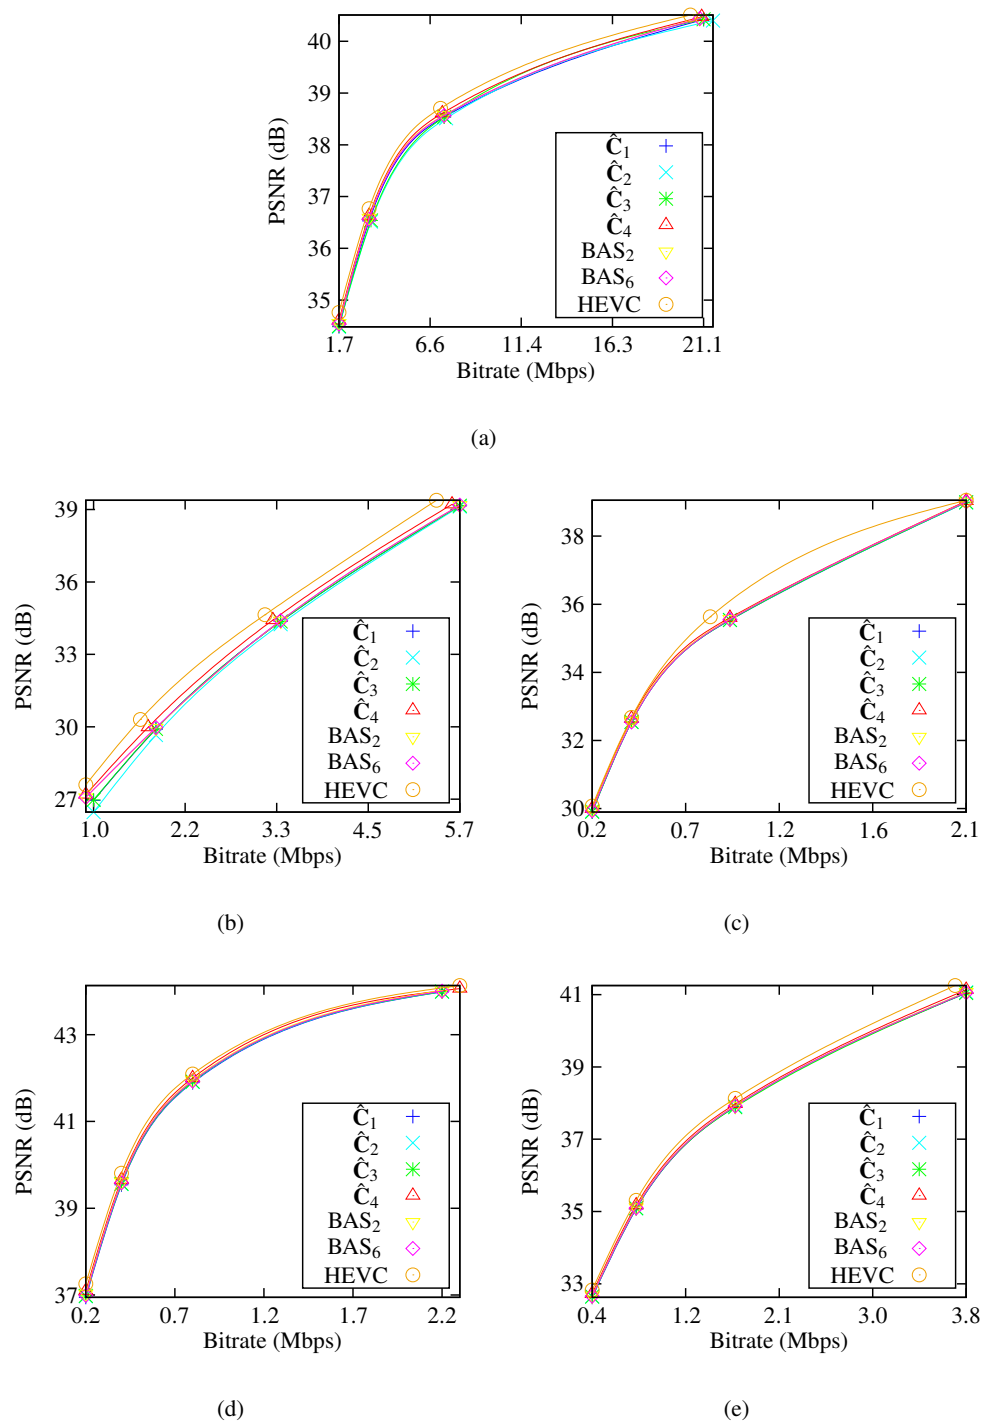 40
39
38
37
36
35
PSNR (dB)
Ĉ1
Ĉ2
Ĉ3
Ĉ4
BAS2
BAS6
HEVC
1.7 6.6 11.4 16.3 21.1
Bitrate (Mbps)
(a)
39
36
33
30
27
PSNR (dB)
Ĉ1
Ĉ2
Ĉ3
Ĉ4
BAS2
BAS6
HEVC
1.0 2.2 3.3 4.5 5.7
Bitrate (Mbps)
(b)
38
36
34
32
30
PSNR (dB)
Ĉ1
Ĉ2
Ĉ3
Ĉ4
BAS2
BAS6
HEVC
0.2 0.7 1.2 1.6 2.1
Bitrate (Mbps)
(c)
43
41
39
37
PSNR (dB)
Ĉ1
Ĉ2
Ĉ3
Ĉ4
BAS2
BAS6
HEVC
0.2 0.7 1.2 1.7 2.2
Bitrate (Mbps)
(d)
41
39
37
35
33
PSNR (dB)
Ĉ1
Ĉ2
Ĉ3
Ĉ4
BAS2
BAS6
HEVC
0.4 1.2 2.1 3.0 3.8
Bitrate (Mbps)
(e)